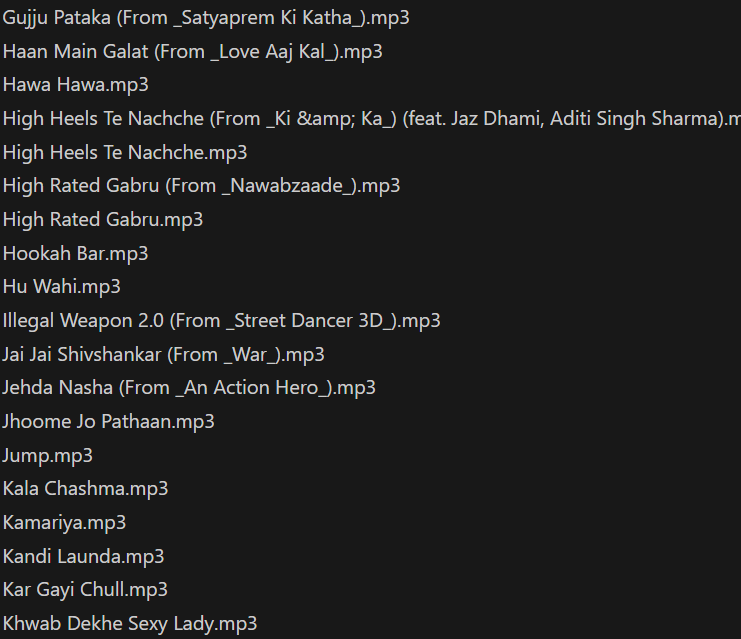 Gujju Pataka (From _Satyaprem Ki Katha_).mp3
Haan Main Galat (From _Love Aaj Kal_).mp3
Hawa Hawa.mp3
High Heels Te Nachche (From _Ki &amp; Ka_) (feat. Jaz Dhami, Aditi Singh Sharma).m
High Heels Te Nachche.mp3
High Rated Gabru (From _Nawabzaade_).mp3
High Rated Gabru.mp3
Hookah Bar.mp3
Hu Wahi.mp3
Illegal Weapon 2.0 (From _Street Dancer 3D_).mp3
Jai Jai Shivshankar (From _War_).mp3
Jehda Nasha (From _An Action Hero_).mp3
Jhoome Jo Pathaan.mp3
Jump.mp3
Kala Chashma.mp3
Kamariya.mp3
Kandi Launda.mp3
Kar Gayi Chull.mp3
Khwab Dekhe Sexy Lady.mp3